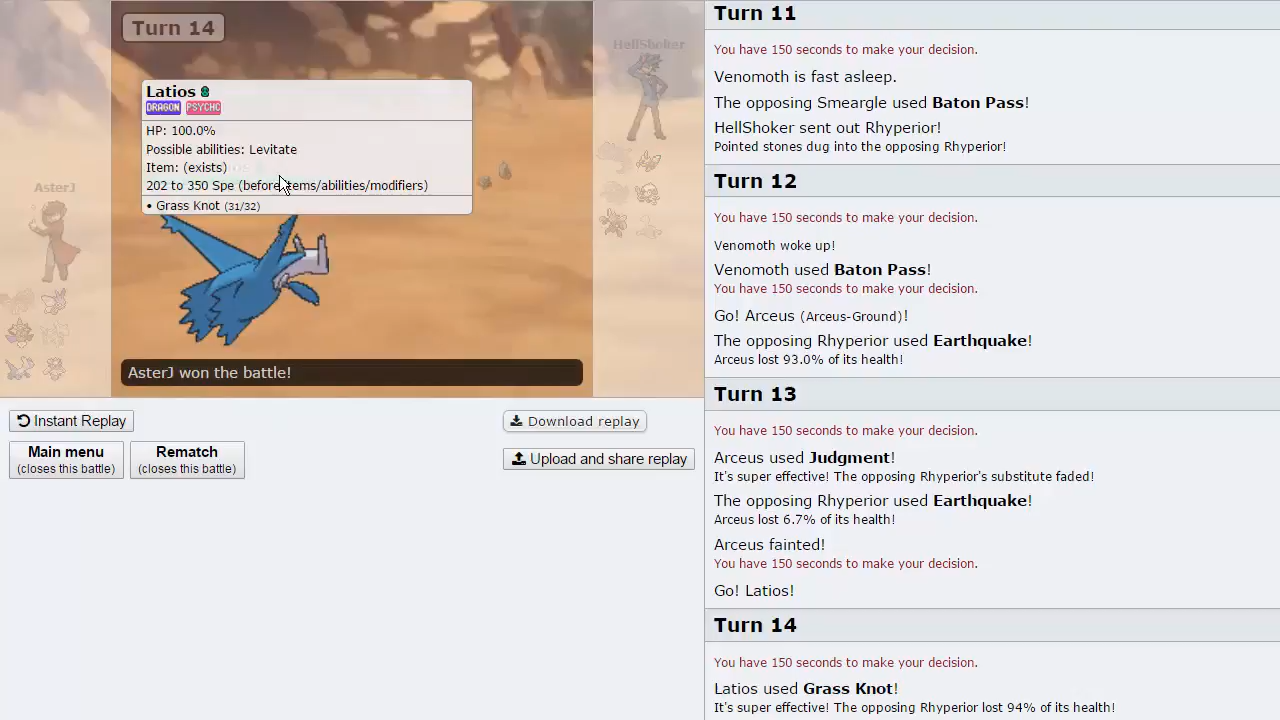 Turn 14
HellShoker
Latios
DRAGON PSYCHC
HP: 100.0%
Possible abilities: Levitate
Item: (exists)
202 to 350 Spe (before items/abilities/modifiers)
• Grass Knot (31/32)
AsterJ
AsterJ won the battle!
Instant Replay
Download replay
Main menu
(closes this battle)
Rematch
(closes this battle)
Upload and share replay
Turn 11
You have 150 seconds to make your decision.
Venomoth is fast asleep.
The opposing Smeargle used Baton Pass!
HellShoker sent out Rhyperior!
Pointed stones dug into the opposing Rhyperior!
Turn 12
You have 150 seconds to make your decision.
Venomoth woke up!
Venomoth used Baton Pass!
You have 150 seconds to make your decision.
Go! Arceus (Arceus-Ground)!
The opposing Rhyperior used Earthquake!
Arceus lost 93.0% of its health!
Turn 13
You have 150 seconds to make your decision.
Arceus used Judgment!
It's super effective! The opposing Rhyperior's substitute faded!
The opposing Rhyperior used Earthquake!
Arceus lost 6.7% of its health!
Arceus fainted!
You have 150 seconds to make your decision.
Go! Latios!
Turn 14
You have 150 seconds to make your decision.
Latios used Grass Knot!
It's super effective! The opposing Rhyperior lost 94% of its health!